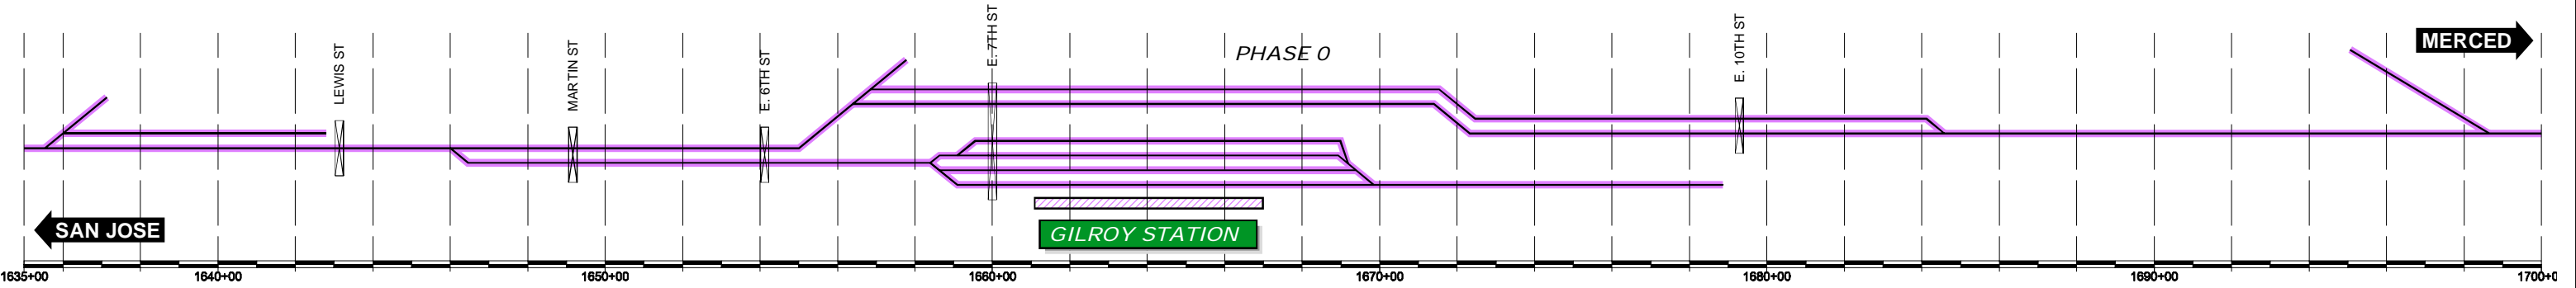 LEWIS ST
MARTIN ST
E. 6TH ST
E. 7TH ST
PHASE 0
E. 10TH ST
MERCED
SAN JOSE
GILROY STATION
1635+00
1640+00
1650+00
1660+00
1670+00
1680+00
1690+00
1700+0